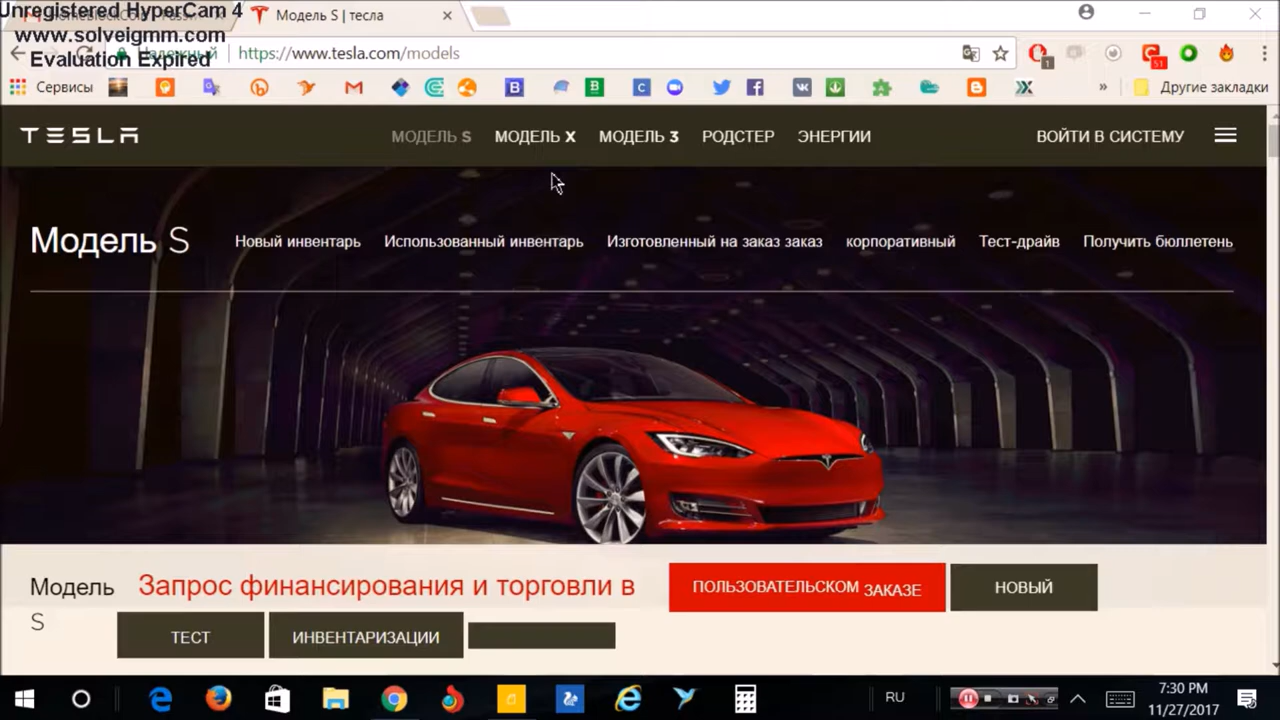 Unregistered HyperCam 4
www.solveigmm.com
Evaluation Expired
Модель S | тесла
Надежный
https://www.tesla.com/models
Сервисы
Другие закладки
TESLA
МОДЕЛЬ S МОДЕЛЬ X МОДЕЛЬ 3 РОДСТЕР ЭНЕРГИИ ВОЙТИ В СИСТЕМУ
Модель S Новый инвентарь Использованный инвентарь Изготовленный на заказ заказ корпоративный Тест-драйв Получить бюллетень
Модель Запрос финансирования и торговли в ПОЛЬЗОВАТЕЛЬСКОМ ЗАКАЗЕ НОВЫЙ
S ТЕСТ ИНВЕНТАРИЗАЦИИ
RU
7:30 PM
11/27/2017